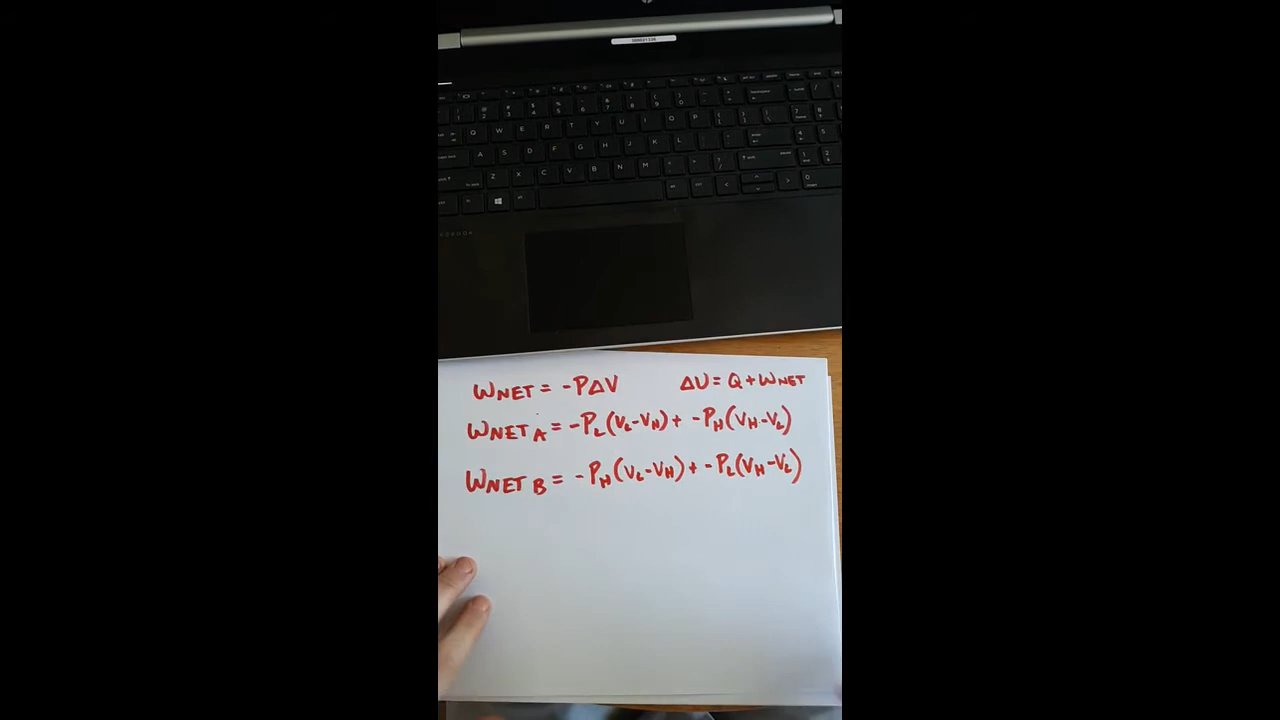 Q W E R T Y U I O P
A S D F G H J K L
Z X C V B N M
WNET = -PΔV ΔU = Q + WNET
WNET A = -PL(VL-VH) + -PH(VH-VL)
WNET B = -PH(VL-VH) + -PL(VH-VL)